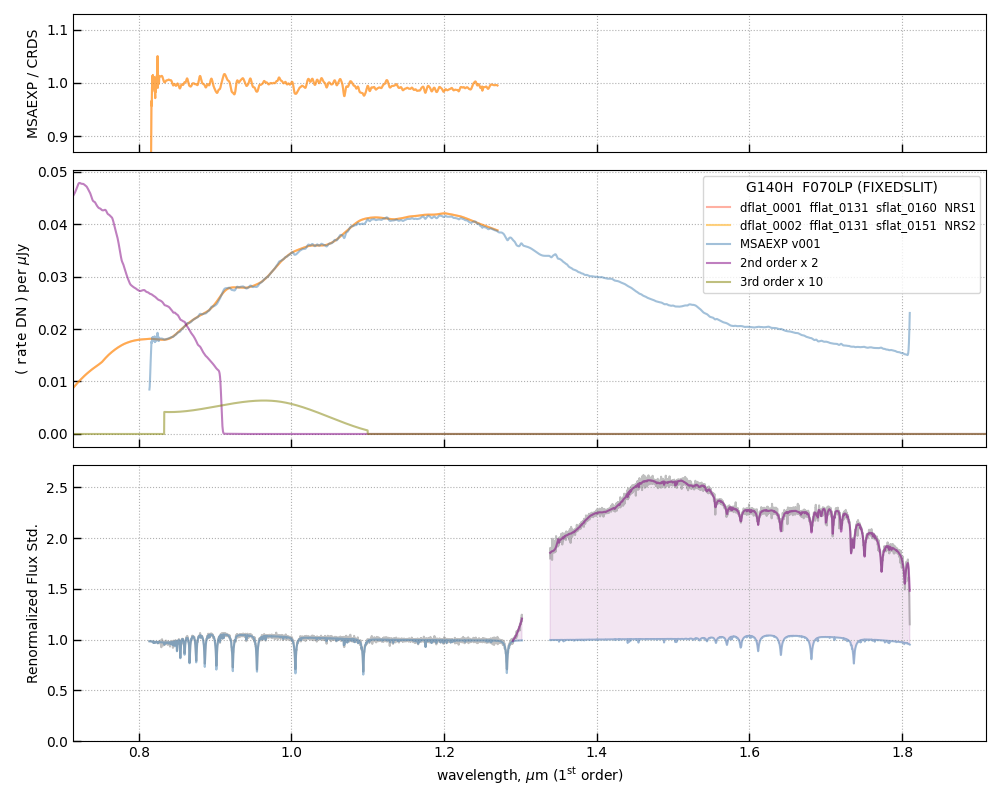 MSAEXP / CRDS
1.1
1.0
0.9
( rate DN ) per μJy
0.05
0.04
0.03
0.02
0.01
0.00
G140H F070LP (FIXEDSLIT)
dflat_0001 fflat_0131 sflat_0160 NRS1
dflat_0002 fflat_0131 sflat_0151 NRS2
MSAEXP v001
2nd order x 2
3rd order x 10
Renormalized Flux Std.
2.5
2.0
1.5
1.0
0.5
0.0
0.8 1.0 1.2 1.4 1.6 1.8
wavelength, μm (1st order)